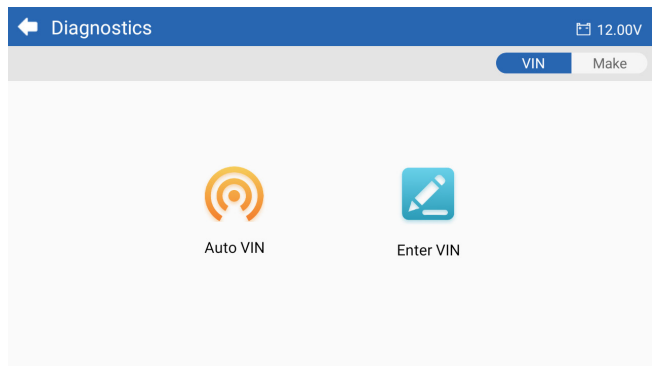 Diagnostics
12.00V
VIN
Make
Auto VIN
Enter VIN